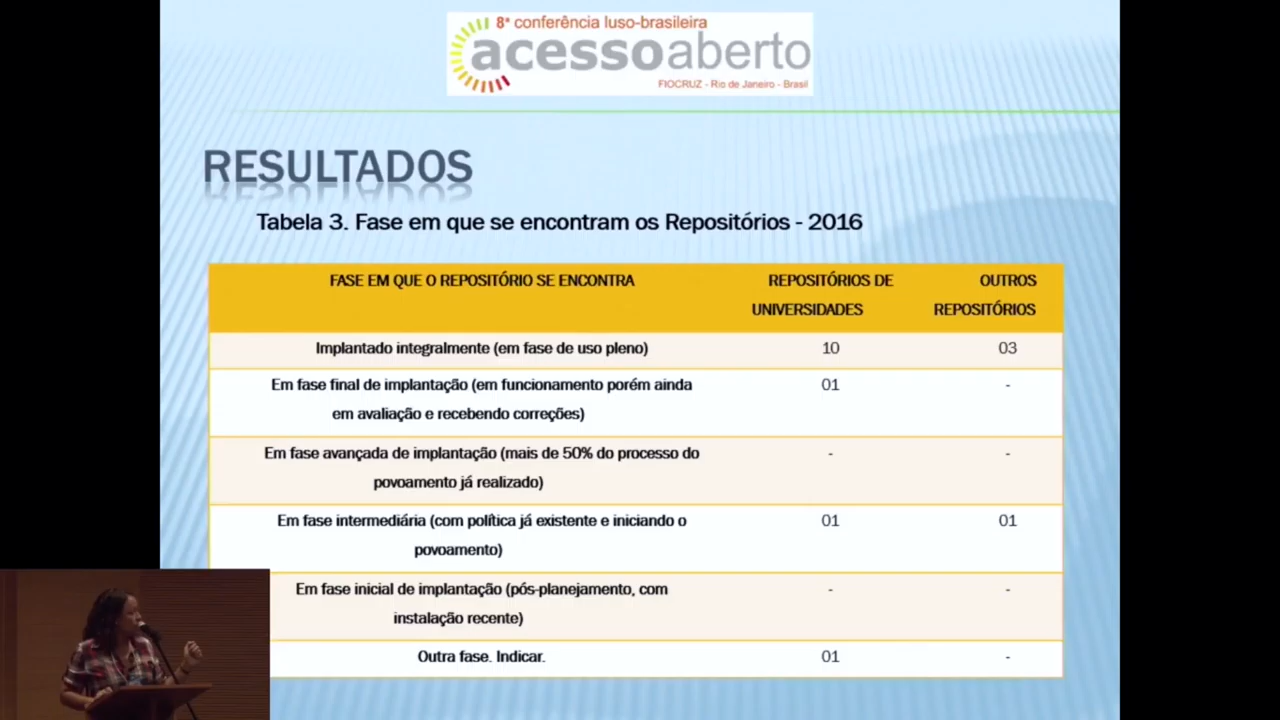 8ª conferência luso-brasileira
acessoaberto
FIOCRUZ - Rio de Janeiro - Brasil
RESULTADOS
Tabela 3. Fase em que se encontram os Repositórios - 2016
FASE EM QUE O REPOSITÓRIO SE ENCONTRA
REPOSITÓRIOS DE
UNIVERSIDADES
OUTROS
REPOSITÓRIOS
Implantado integralmente (em fase de uso pleno)
10
03
Em fase final de implantação (em funcionamento porém ainda
em avaliação e recebendo correções)
01
-
Em fase avançada de implantação (mais de 50% do processo do
povoamento já realizado)
-
-
Em fase intermediária (com política já existente e iniciando o
povoamento)
01
01
Em fase inicial de implantação (pós-planejamento, com
instalação recente)
-
-
Outra fase. Indicar.
01
-